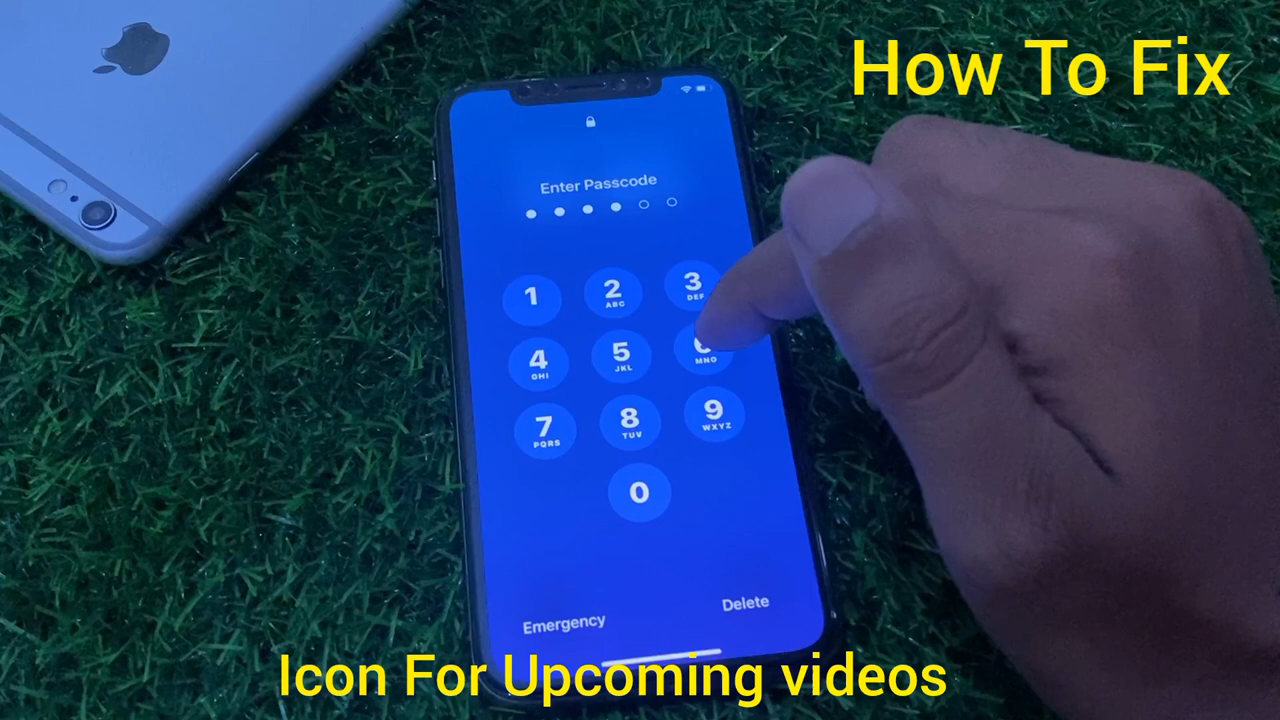 How To Fix
Enter Passcode
1
2
ABC
3
DEF
4
GHI
5
JKL
6
MNO
7
PQRS
8
TUV
9
WXYZ
0
Emergency
Delete
Icon For Upcoming videos